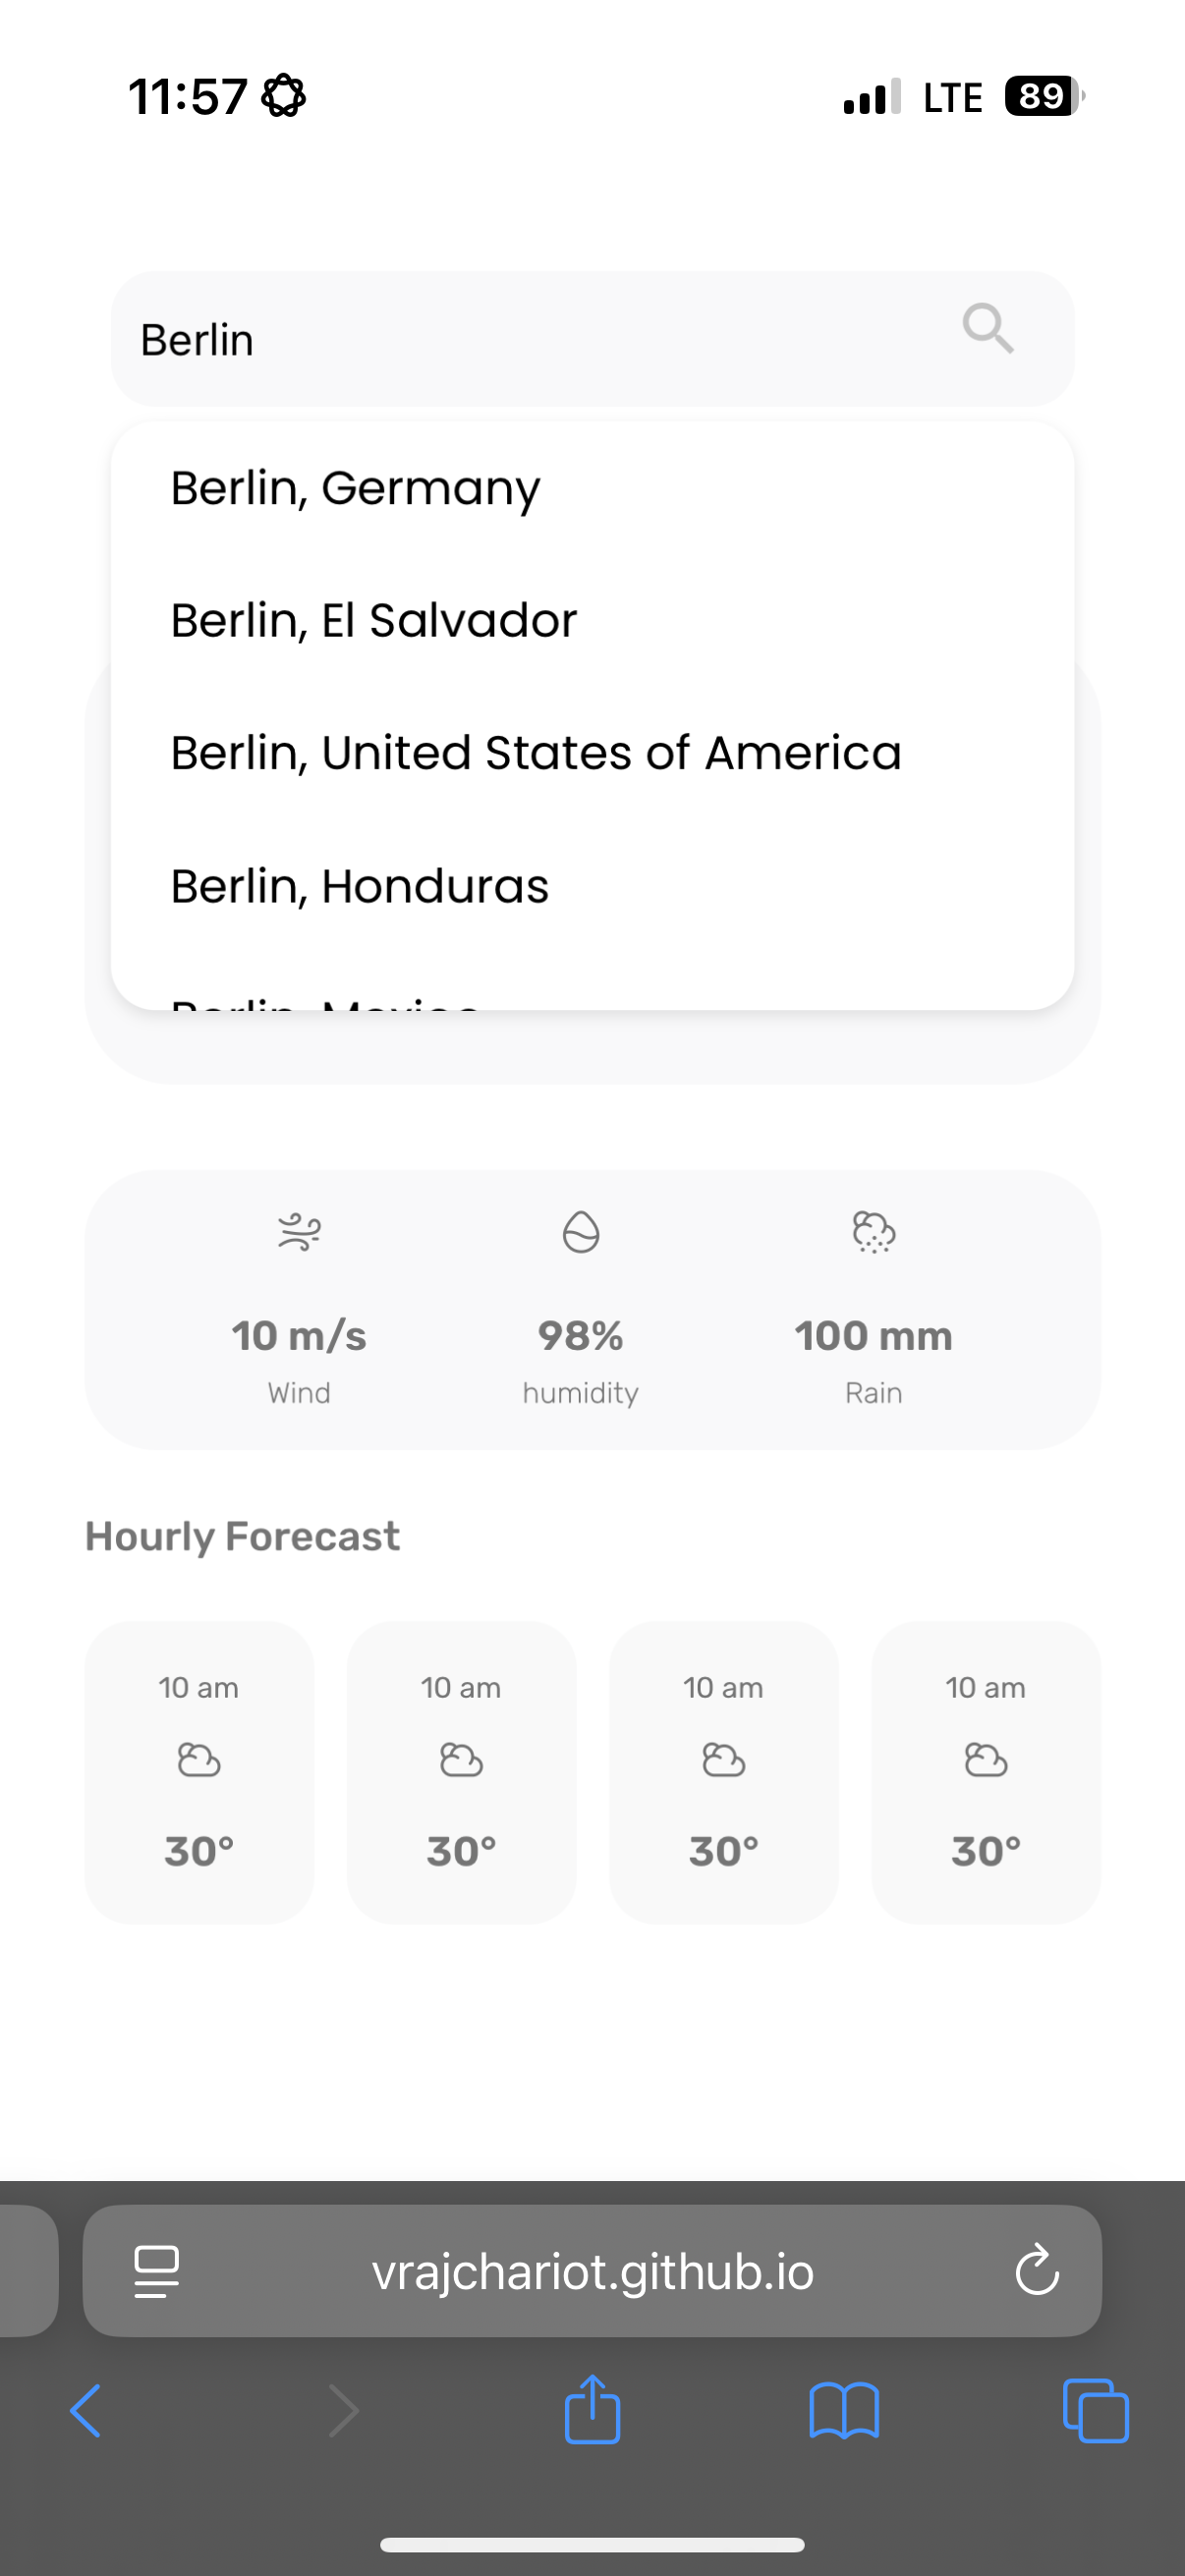 11:57
LTE 89
Berlin
Berlin, Germany
Berlin, El Salvador
Berlin, United States of America
Berlin, Honduras
Berlin, Mexico
10 m/s 98% 100 mm
Wind humidity Rain
Hourly Forecast
10 am 10 am 10 am 10 am
30° 30° 30° 30°
vrajchariot.github.io